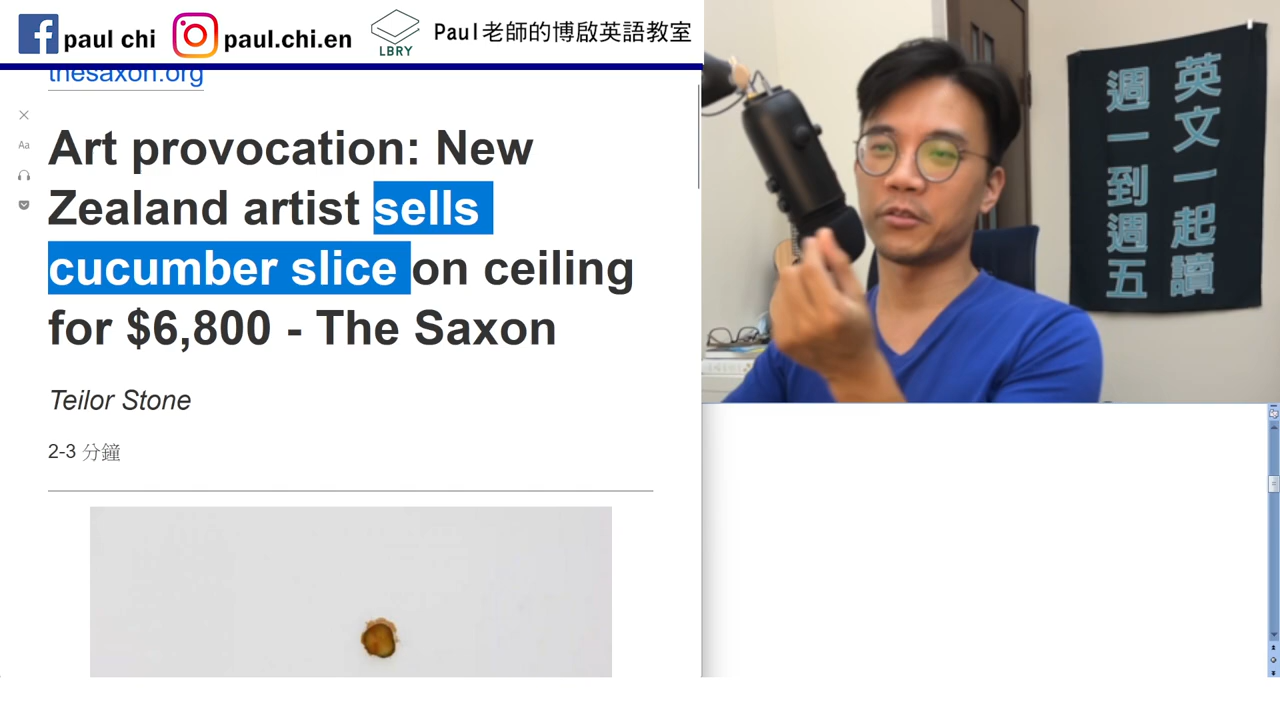 paul chi
paul.chi.en
LBRY
Paul老師的博啟英語教室
thesaxon.org
Aa
Art provocation: New
Zealand artist sells
cucumber slice on ceiling
for $6,800 - The Saxon
Teilor Stone
2-3 分鐘
英文一起讀
週一到週五